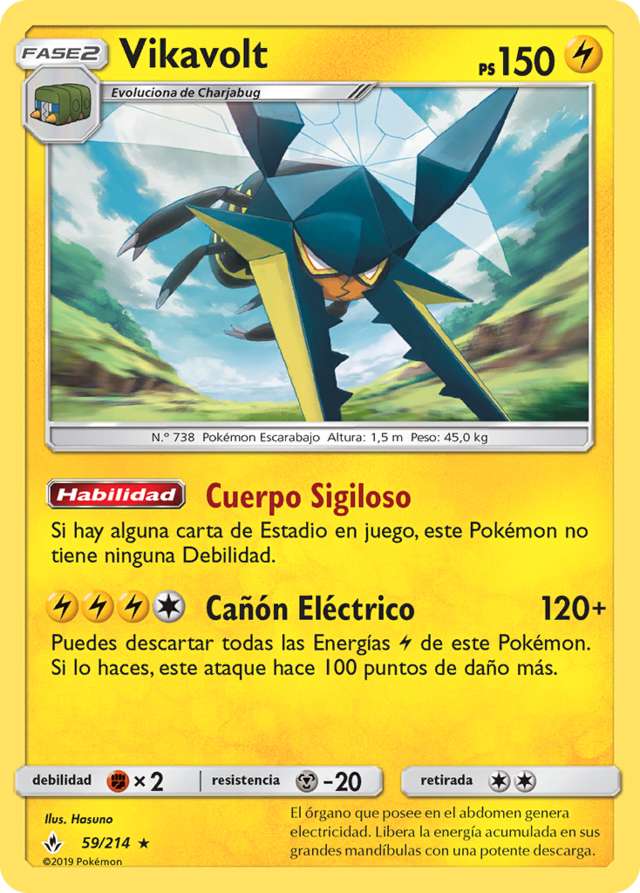 FASE2
Vikavolt
PS150
Evoluciona de Charjabug
N.º 738 Pokémon Escarabajo Altura: 1,5 m Peso: 45,0 kg
Habilidad Cuerpo Sigiloso
Si hay alguna carta de Estadio en juego, este Pokémon no
tiene ninguna Debilidad.
Cañón Eléctrico 120+
Puedes descartar todas las Energías de este Pokémon.
Si lo haces, este ataque hace 100 puntos de daño más.
debilidad ×2 resistencia -20 retirada
Ilus. Hasuno
59/214
©2019 Pokémon
El órgano que posee en el abdomen genera
electricidad. Libera la energía acumulada en sus
grandes mandíbulas con una potente descarga.